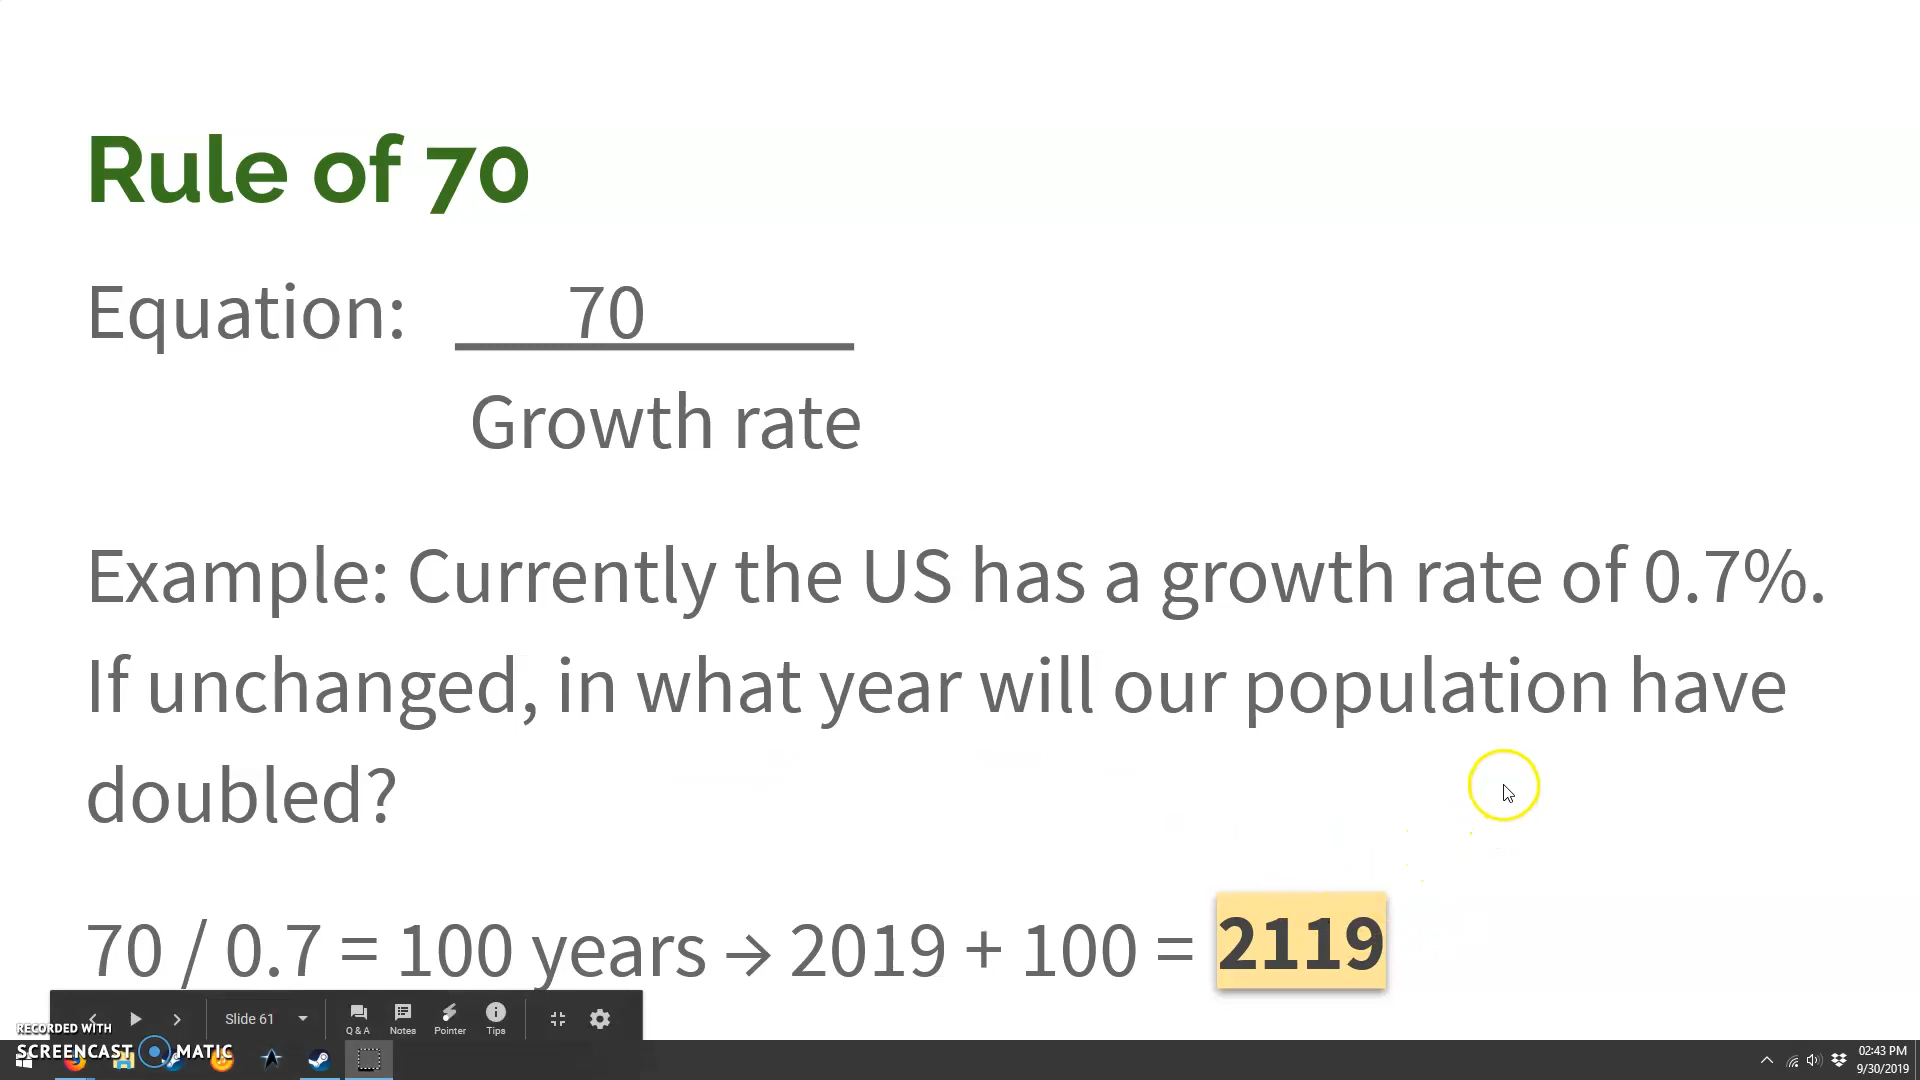 Rule of 70
Equation: 70
Growth rate
Example: Currently the US has a growth rate of 0.7%.
If unchanged, in what year will our population have
doubled?
70 / 0.7 = 100 years → 2019 + 100 = 2119
Slide 61
Q & A
Notes
Pointer
Tips
RECORDED WITH
SCREENCAST MATIC
02:43 PM
9/30/2019